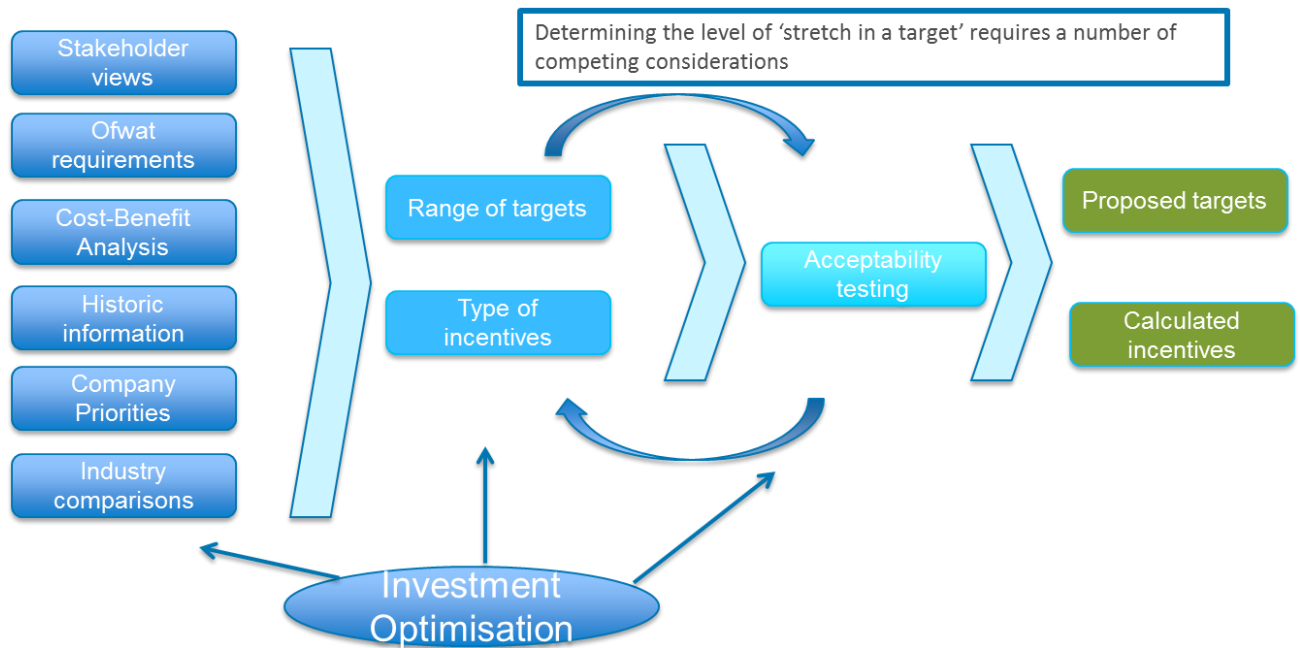 Determining the level of ‘stretch in a target’ requires a number of
competing considerations
Stakeholder
views
Ofwat
requirements
Cost-Benefit
Analysis
Historic
information
Company
Priorities
Industry
comparisons
Range of targets
Type of
incentives
Acceptability
testing
Proposed targets
Calculated
incentives
Investment
Optimisation